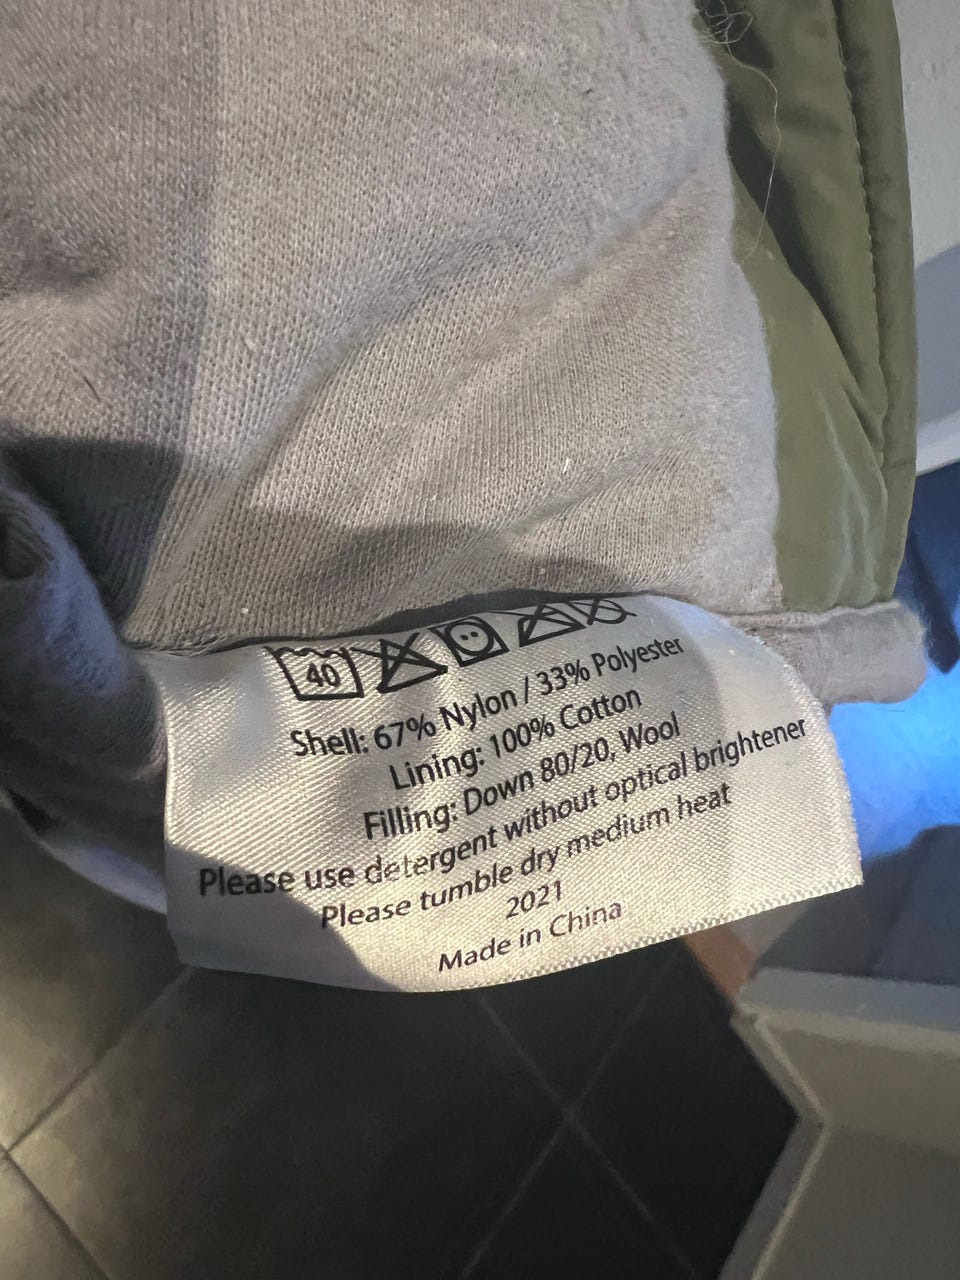 40
Shell: 67% Nylon / 33% Polyester
Lining: 100% Cotton
Filling: Down 80/20, Wool
Please use detergent without optical brightener
Please tumble dry medium heat
2021
Made in China